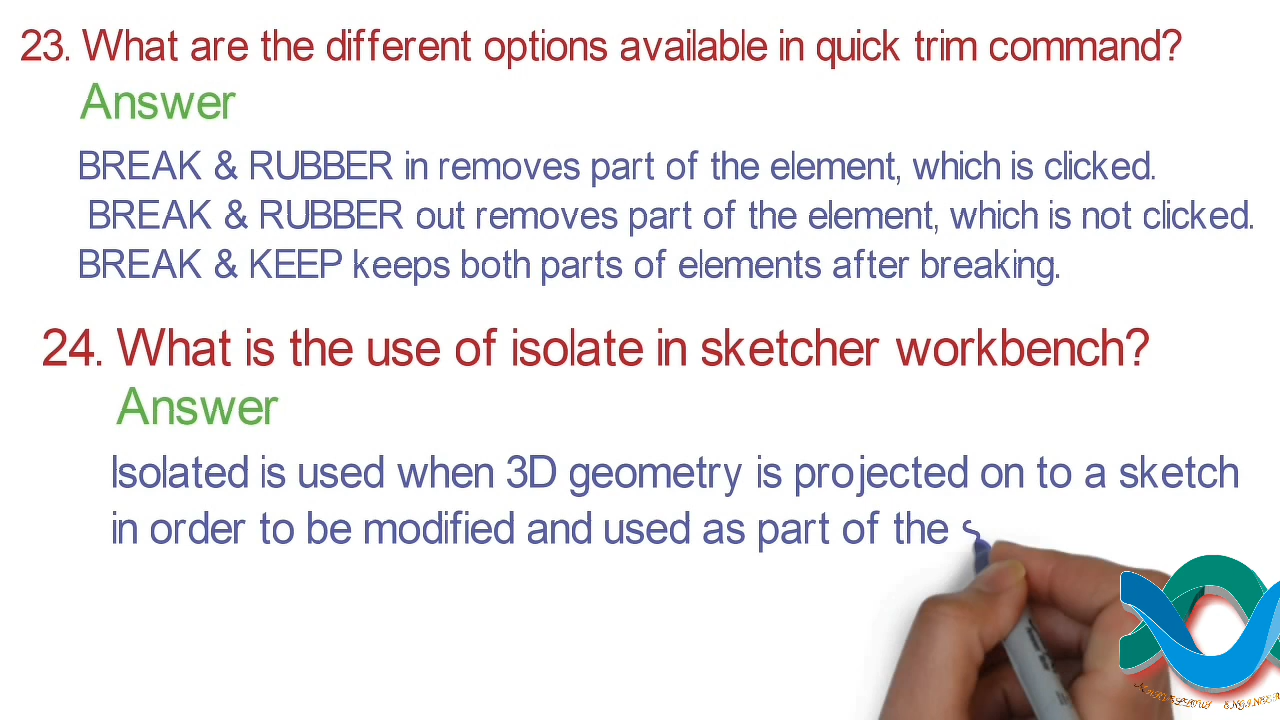 23. What are the different options available in quick trim command?
Answer
BREAK & RUBBER in removes part of the element, which is clicked.
BREAK & RUBBER out removes part of the element, which is not clicked.
BREAK & KEEP keeps both parts of elements after breaking.
24. What is the use of isolate in sketcher workbench?
Answer
Isolated is used when 3D geometry is projected on to a sketch
in order to be modified and used as part of the s